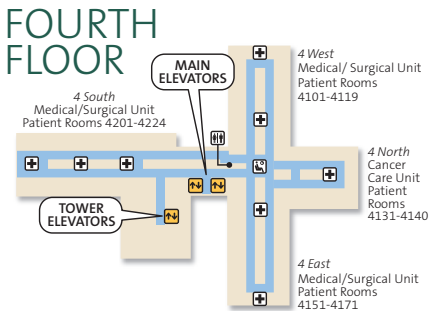 FOURTH
FLOOR
MAIN
ELEVATORS
4 West
Medical/ Surgical Unit
Patient Rooms
4101-4119
4 South
Medical/Surgical Unit
Patient Rooms 4201-4224
4 North
Cancer
Care Unit
Patient
Rooms
4131-4140
TOWER
ELEVATORS
4 East
Medical/Surgical Unit
Patient Rooms
4151-4171